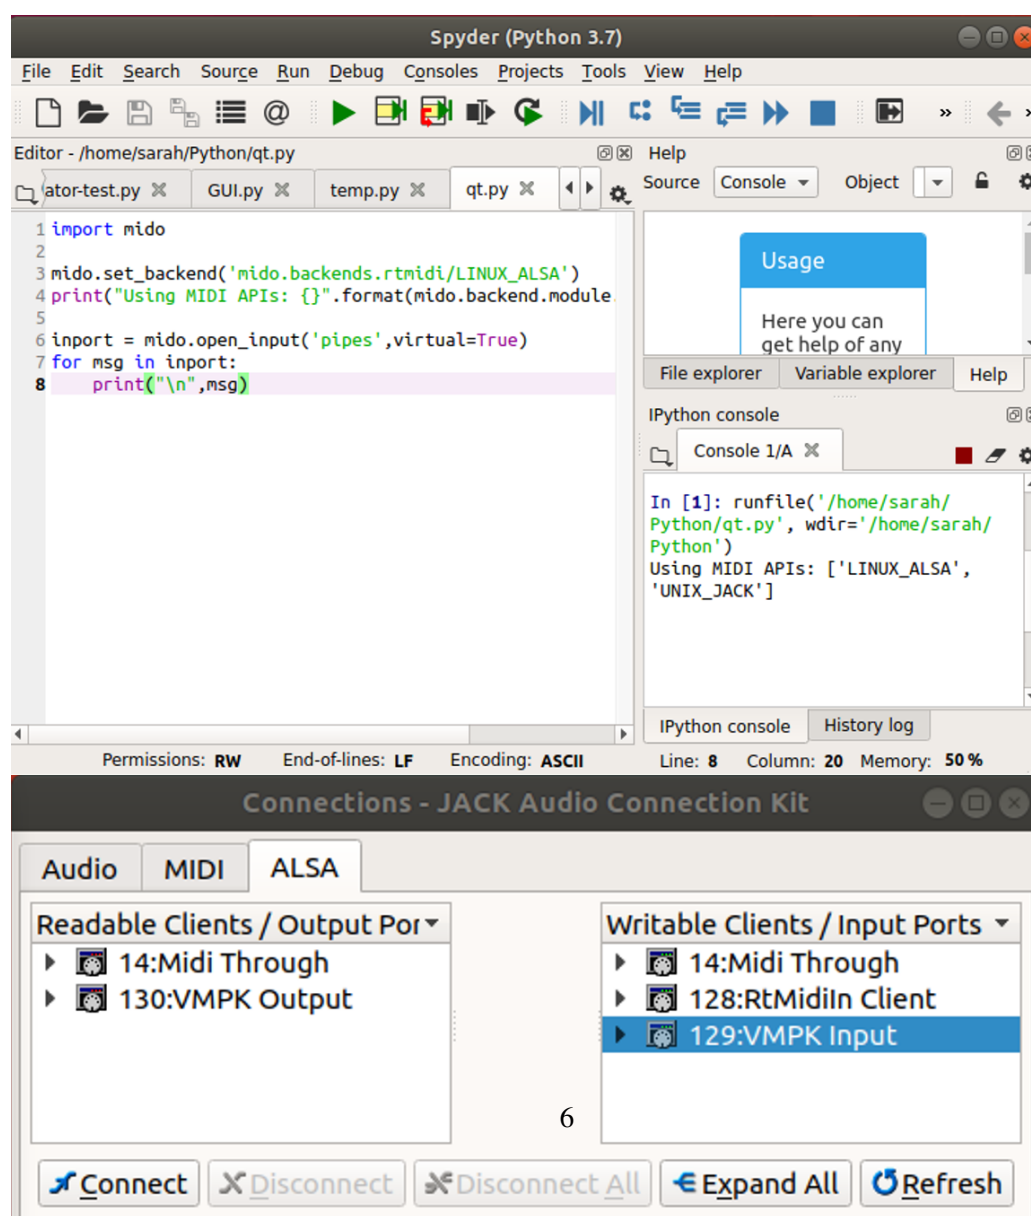 Spyder (Python 3.7)
File Edit Search Source Run Debug Consoles Projects Tools View Help
Editor - /home/sarah/Python/qt.py
ator-test.py GUI.py temp.py qt.py
1 import mido
2
3 mido.set_backend('mido.backends.rtmidi/LINUX_ALSA')
4 print("Using MIDI APIs: {}".format(mido.backend.module.
5
6 inport = mido.open_input('pipes',virtual=True)
7 for msg in inport:
8 print("\n",msg)
Permissions: RW End-of-lines: LF Encoding: ASCII
Help
Source Console Object
Usage
Here you can
get help of any
File explorer Variable explorer Help
IPython console
Console 1/A
In [1]: runfile('/home/sarah/
Python/qt.py', wdir='/home/sarah/
Python')
Using MIDI APIs: ['LINUX_ALSA',
'UNIX_JACK']
IPython console History log
Line: 8 Column: 20 Memory: 50 %
Connections - JACK Audio Connection Kit
Audio MIDI ALSA
Readable Clients / Output Por
14:Midi Through
130:VMPK Output
Writable Clients / Input Ports
14:Midi Through
128:RtMidiIn Client
129:VMPK Input
6
Connect Disconnect Disconnect All Expand All Refresh